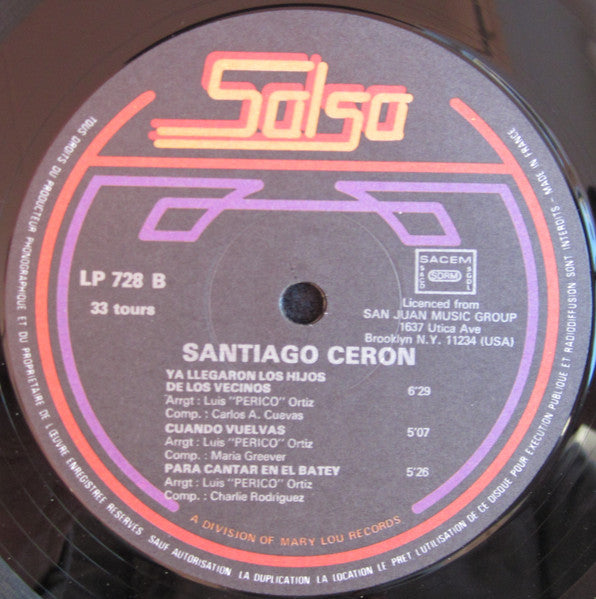 Salsa
LP 728 B
33 tours
SACEM
SACD SDRM SGDL
Licenced from
SAN JUAN MUSIC GROUP
1637 Utica Ave
Brooklyn N.Y. 11234 (USA)
SANTIAGO CERON
YA LLEGARON LOS HIJOS
DE LOS VECINOS 6'29
Arrgt : Luis "PERICO" Ortiz
Comp. : Carlos A. Cuevas
CUANDO VUELVAS 5'07
Arrgt : Luis "PERICO" Ortiz
Comp. : Maria Greever
PARA CANTAR EN EL BATEY 5'26
Arrgt : Luis "PERICO" Ortiz
Comp. : Charlie Rodriguez
A DIVISION OF MARY LOU RECORDS
TOUS DROITS DU PRODUCTEUR PHONOGRAPHIQUE ET DU PROPRIETAIRE DE L'ŒUVRE ENREGISTREE RESERVES SAUF AUTORISATION LA DUPLICATION LA LOCATION LE PRET L'UTILISATION DE CE DISQUE POUR EXECUTION PUBLIQUE ET RADIODIFFUSION SONT INTERDITS - MADE IN FRANCE